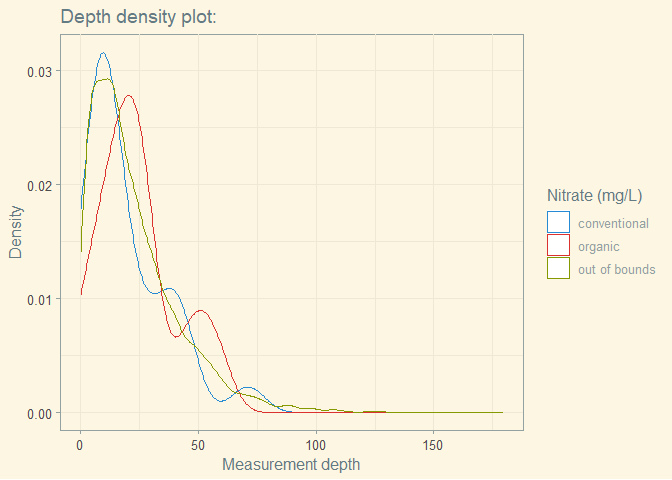 Depth density plot:
0.03
0.02
0.01
0.00
Density
0
50
100
150
Measurement depth
Nitrate (mg/L)
conventional
organic
out of bounds